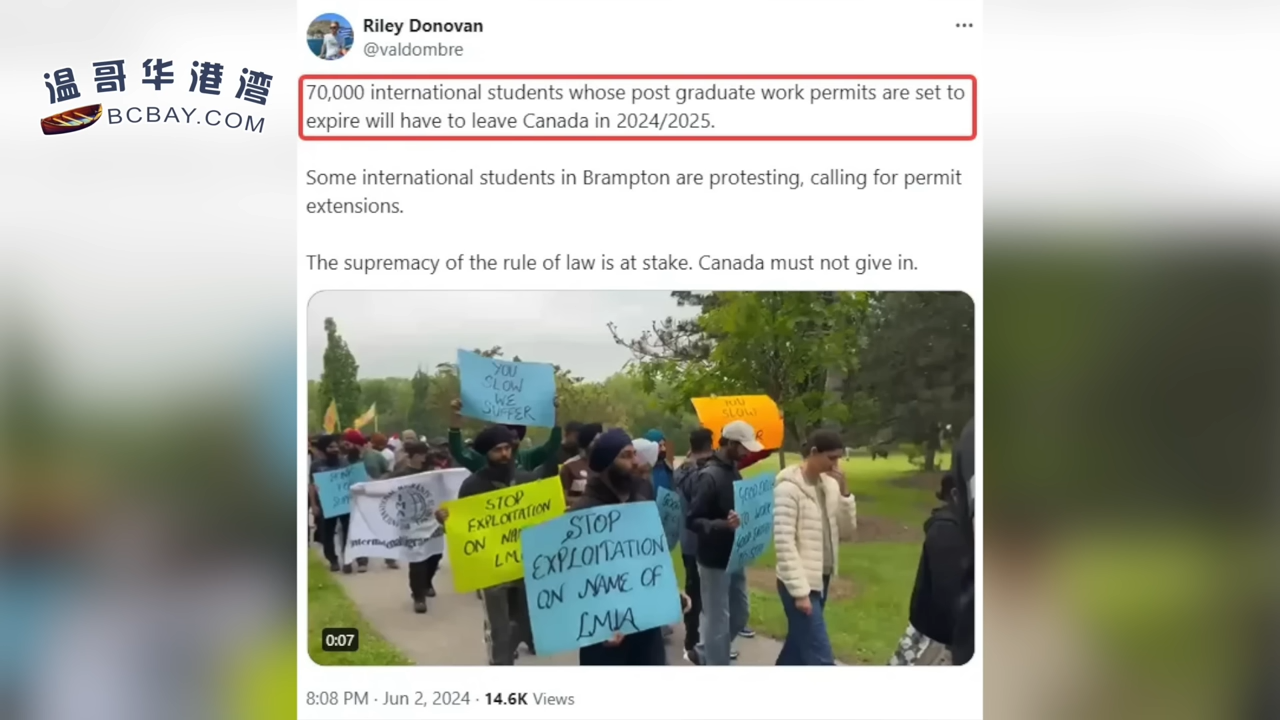 温哥华港湾
BCBAY.COM
Riley Donovan
@valdombre
70,000 international students whose post graduate work permits are set to
expire will have to leave Canada in 2024/2025.
Some international students in Brampton are protesting, calling for permit
extensions.
The supremacy of the rule of law is at stake. Canada must not give in.
YOU
SLOW
WE
SUFFER
YOU
SLOW
STOP
EXPLOITATION
ON
STOP
EXPLOITATION
ON NAME OF
LMIA
TO WORK
0:07
8:08 PM · Jun 2, 2024 · 14.6K Views